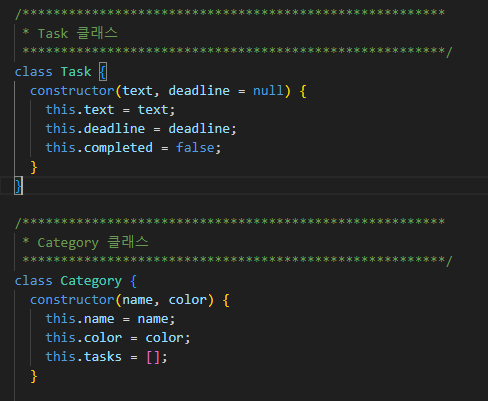 /*******************************************************
 * Task 클래스
 *******************************************************/
class Task {
  constructor(text, deadline = null) {
    this.text = text;
    this.deadline = deadline;
    this.completed = false;
  }
}
/*******************************************************
 * Category 클래스
 *******************************************************/
class Category {
  constructor(name, color) {
    this.name = name;
    this.color = color;
    this.tasks = [];
  }